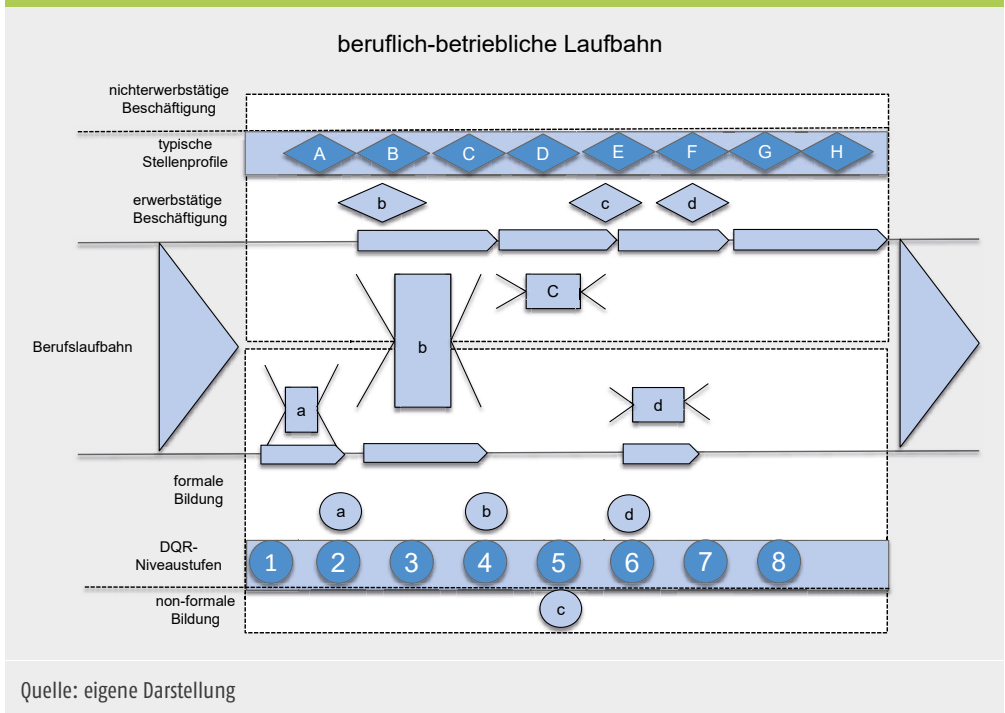 beruflich-betriebliche Laufbahn
nichterwerbstätige
Beschäftigung
typische
Stellenprofile
A B C D E F G H
erwerbstätige
Beschäftigung
b c d
C
Berufslaufbahn
b
a
d
formale
Bildung
a b d
DQR-
Niveaustufen
1 2 3 4 5 6 7 8
non-formale
Bildung
c
Quelle: eigene Darstellung